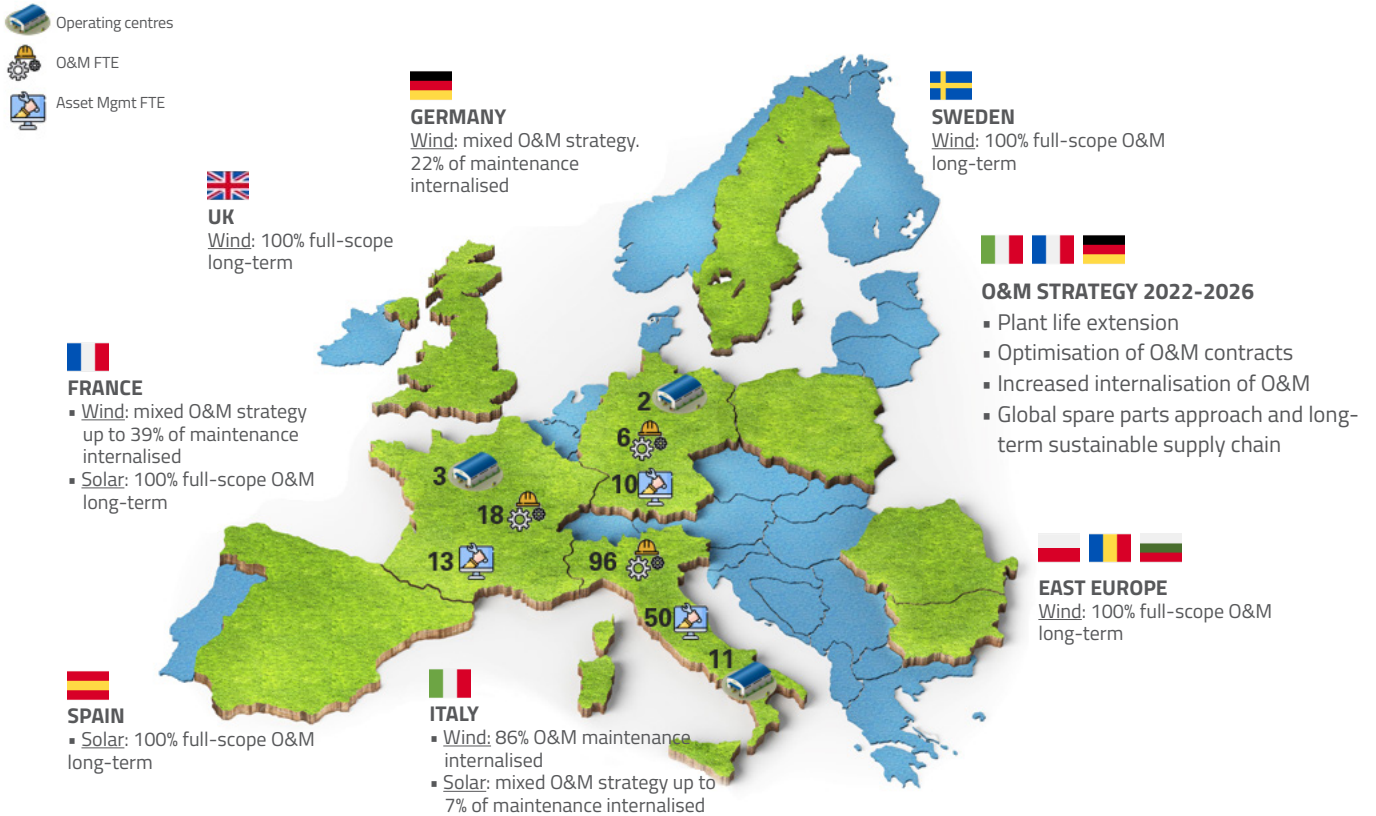 Operating centres
O&M FTE
Asset Mgmt FTE
GERMANY
Wind: mixed O&M strategy.
22% of maintenance
internalised
SWEDEN
Wind: 100% full-scope O&M
long-term
UK
Wind: 100% full-scope
long-term
O&M STRATEGY 2022-2026
▪ Plant life extension
▪ Optimisation of O&M contracts
▪ Increased internalisation of O&M
▪ Global spare parts approach and long-
term sustainable supply chain
FRANCE
▪ Wind: mixed O&M strategy
up to 39% of maintenance
internalised
▪ Solar: 100% full-scope O&M
long-term
2
6
10
3
18
13
96
50
11
EAST EUROPE
Wind: 100% full-scope O&M
long-term
SPAIN
▪ Solar: 100% full-scope O&M
long-term
ITALY
▪ Wind: 86% O&M maintenance
internalised
▪ Solar: mixed O&M strategy up to
7% of maintenance internalised